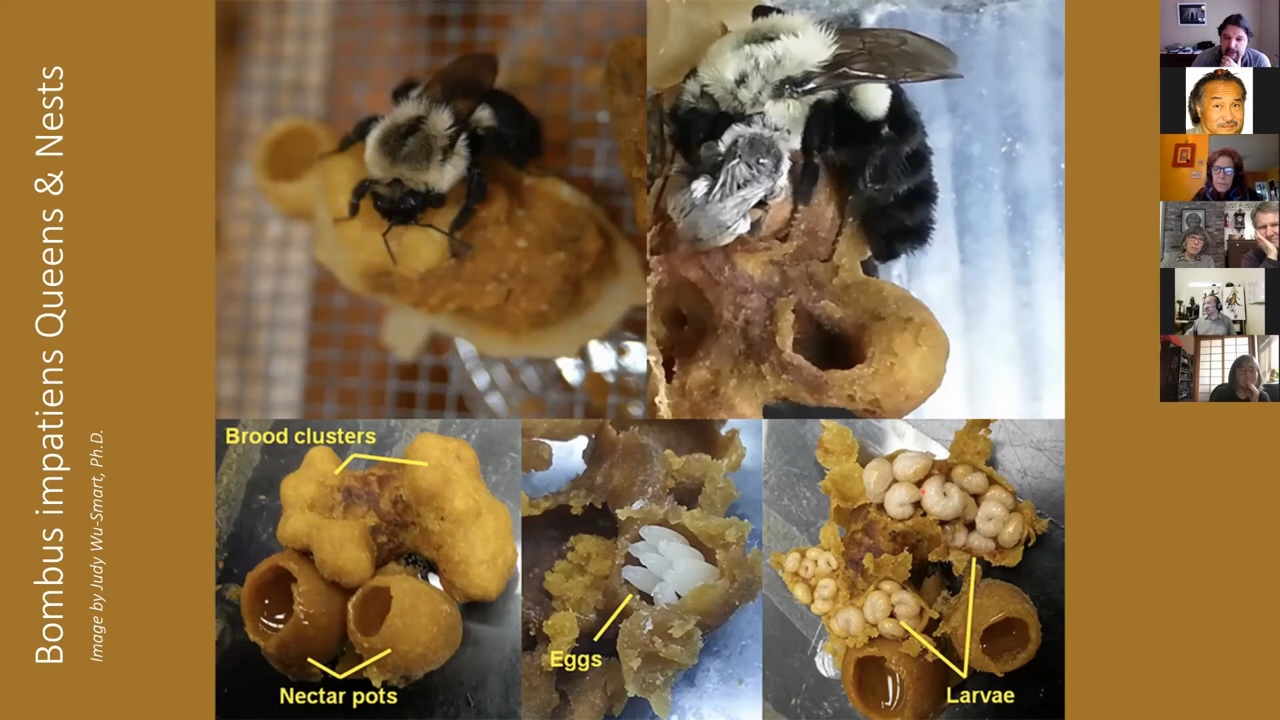 Bombus impatiens Queens & Nests
Image by Judy Wu-Smart, Ph.D.
Brood clusters
Nectar pots
Eggs
Larvae